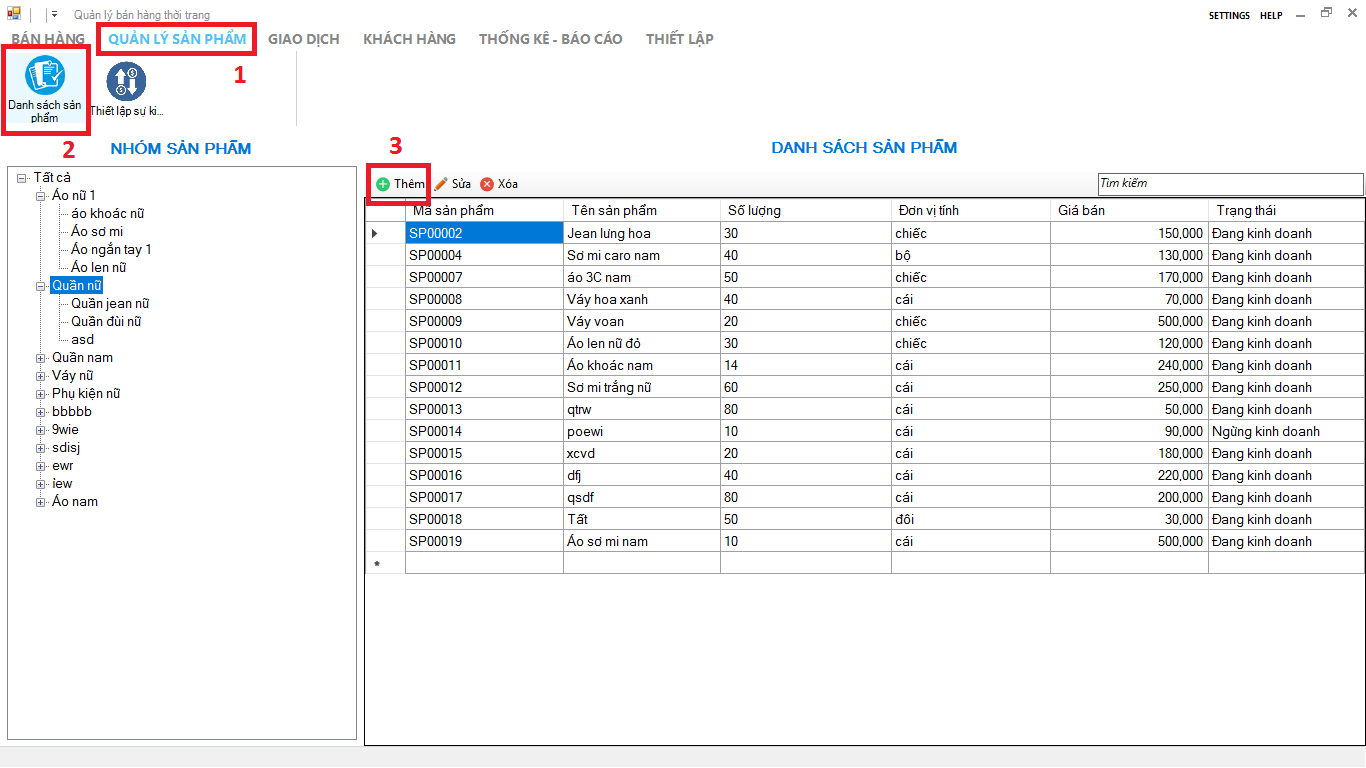 Quản lý bán hàng thời trang
SETTINGS HELP
BÁN HÀNG QUẢN LÝ SẢN PHẨM GIAO DỊCH KHÁCH HÀNG THỐNG KÊ - BÁO CÁO THIẾT LẬP
1
Danh sách sản
phẩm
Thiết lập sự ki...
2
NHÓM SẢN PHẨM
Tất cả
Áo nữ 1
áo khoác nữ
Áo sơ mi
Áo ngắn tay 1
Áo len nữ
Quần nữ
Quần jean nữ
Quần đùi nữ
asd
Quần nam
Váy nữ
Phụ kiện nữ
bbbbb
9wie
sdisj
ewr
iew
Áo nam
3
DANH SÁCH SẢN PHẨM
Thêm Sửa Xóa
Tìm kiếm
Mã sản phẩm Tên sản phẩm Số lượng Đơn vị tính Giá bán Trạng thái
SP00002 Jean lưng hoa 30 chiếc 150,000 Đang kinh doanh
SP00004 Sơ mi caro nam 40 bộ 130,000 Đang kinh doanh
SP00007 áo 3C nam 50 chiếc 170,000 Đang kinh doanh
SP00008 Váy hoa xanh 40 cái 70,000 Đang kinh doanh
SP00009 Váy voan 20 chiếc 500,000 Đang kinh doanh
SP00010 Áo len nữ đỏ 30 chiếc 120,000 Đang kinh doanh
SP00011 Áo khoác nam 14 cái 240,000 Đang kinh doanh
SP00012 Sơ mi trắng nữ 60 cái 250,000 Đang kinh doanh
SP00013 qtrw 80 cái 50,000 Đang kinh doanh
SP00014 poewi 10 cái 90,000 Ngừng kinh doanh
SP00015 xcvd 20 cái 180,000 Đang kinh doanh
SP00016 dfj 40 cái 220,000 Đang kinh doanh
SP00017 qsdf 80 cái 200,000 Đang kinh doanh
SP00018 Tất 50 đôi 30,000 Đang kinh doanh
SP00019 Áo sơ mi nam 10 cái 500,000 Đang kinh doanh